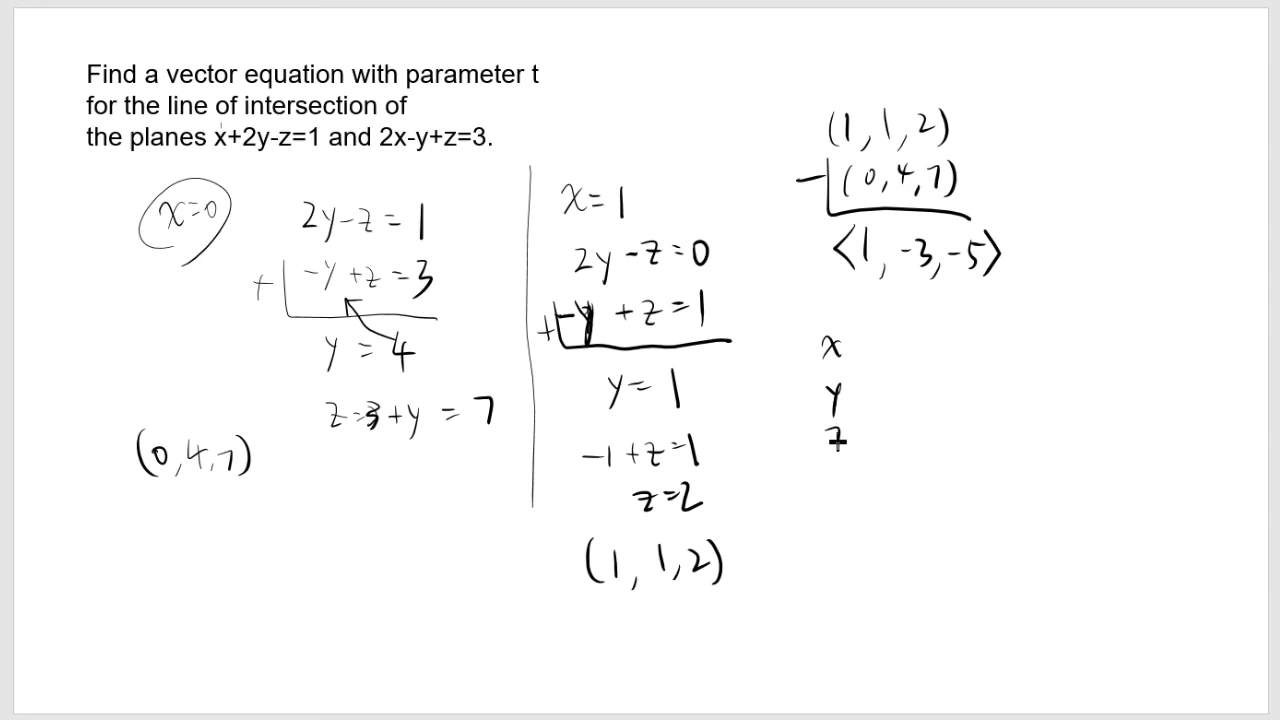 Find a vector equation with parameter t
for the line of intersection of
the planes x+2y-z=1 and 2x-y+z=3.
x=0
2y-z=1
+ -y+z=3
y=4
z=3+y=7
(0,4,7)
x=1
2y-z=0
+ -y+z=1
y=1
-1+z=1
z=2
(1,1,2)
(1,1,2)
- (0,4,7)
<1,-3,-5>
x
y
z